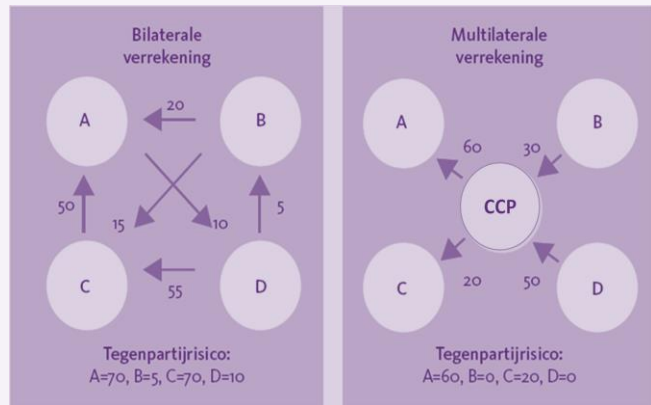 Bilaterale
verrekening
20
A
B
50
15
10
5
C
D
55
Tegenpartijrisico:
A=70, B=5, C=70, D=10
Multilaterale
verrekening
A
B
60
30
CCP
C
D
20
50
Tegenpartijrisico:
A=60, B=0, C=20, D=0